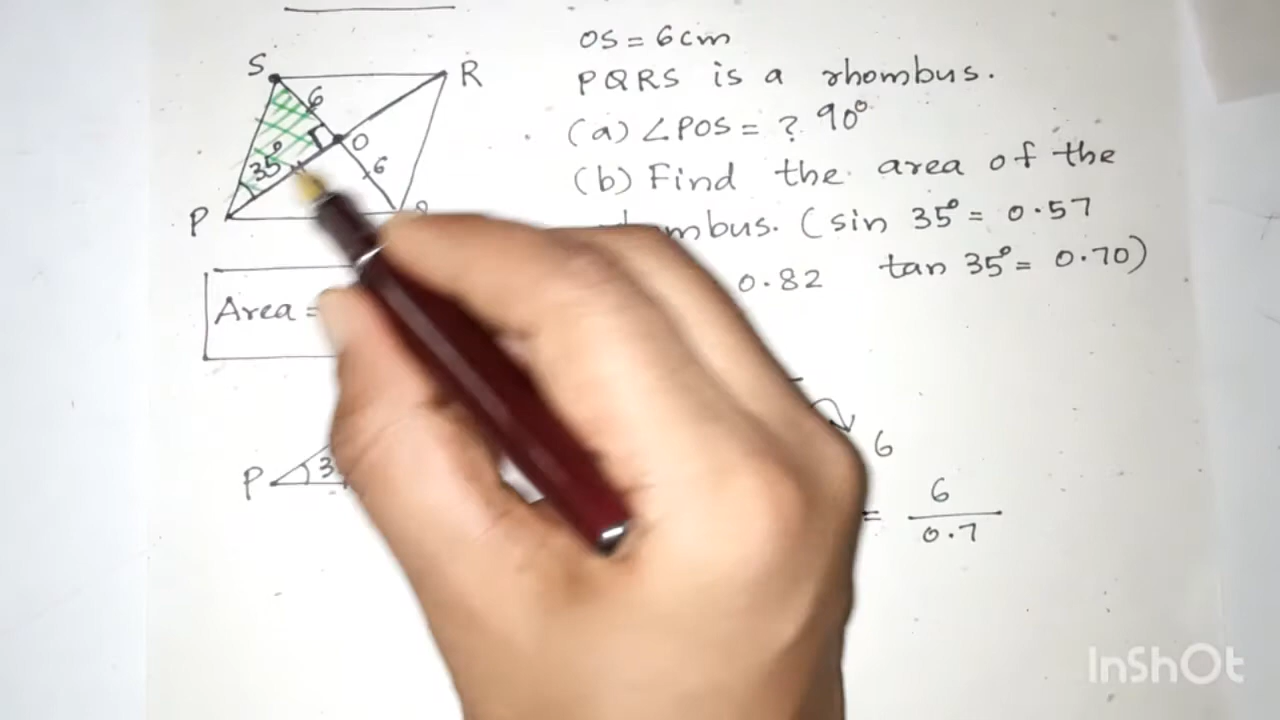 OS = 6cm
PQRS is a rhombus.
(a) ∠POS = ? 90°
(b) Find the area of the
(sin 35° = 0.57
0.82 tan 35° = 0.70)
S R
6
O
35° 6
P
Area =
P
6
= 6
0.7
InShOt